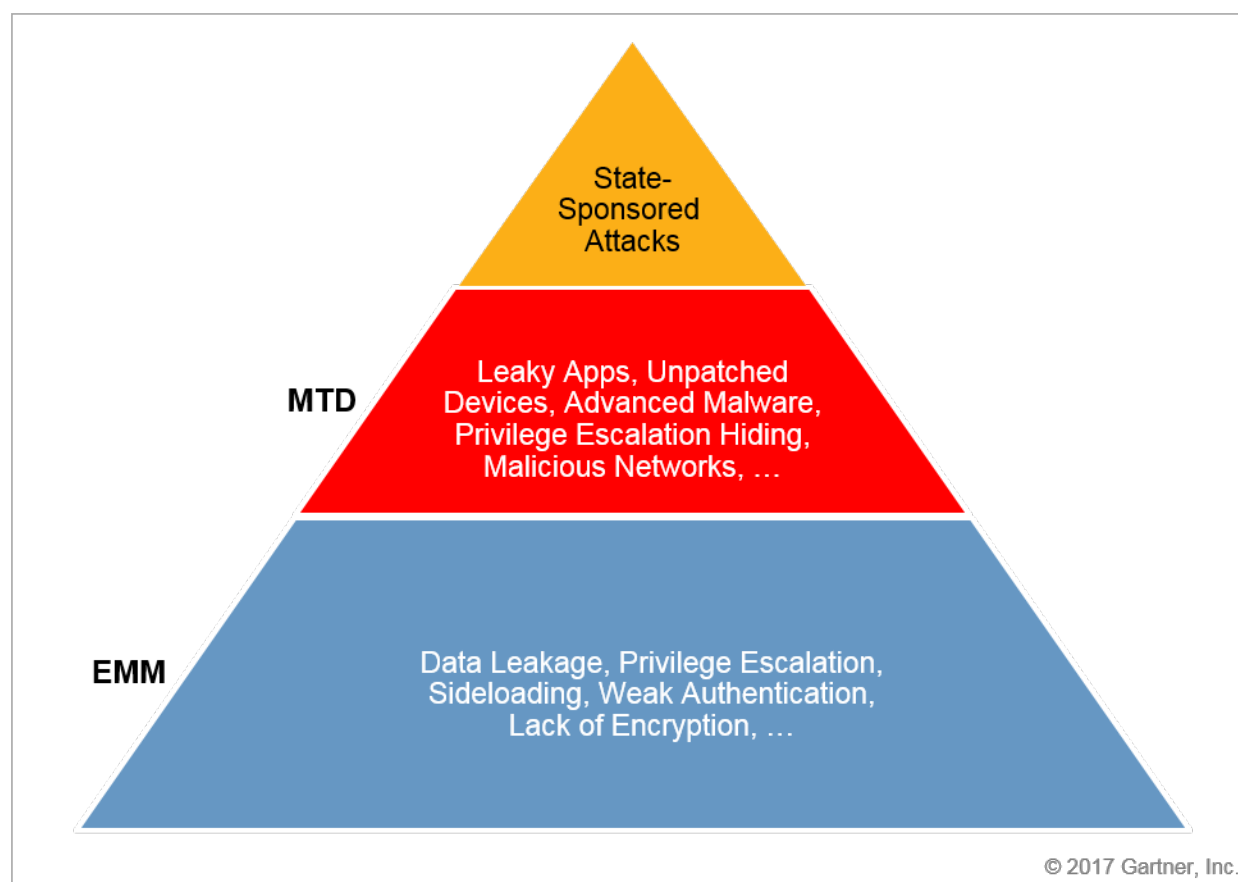 State-
Sponsored
Attacks
MTD
Leaky Apps, Unpatched
Devices, Advanced Malware,
Privilege Escalation Hiding,
Malicious Networks, …
EMM
Data Leakage, Privilege Escalation,
Sideloading, Weak Authentication,
Lack of Encryption, …
© 2017 Gartner, Inc.